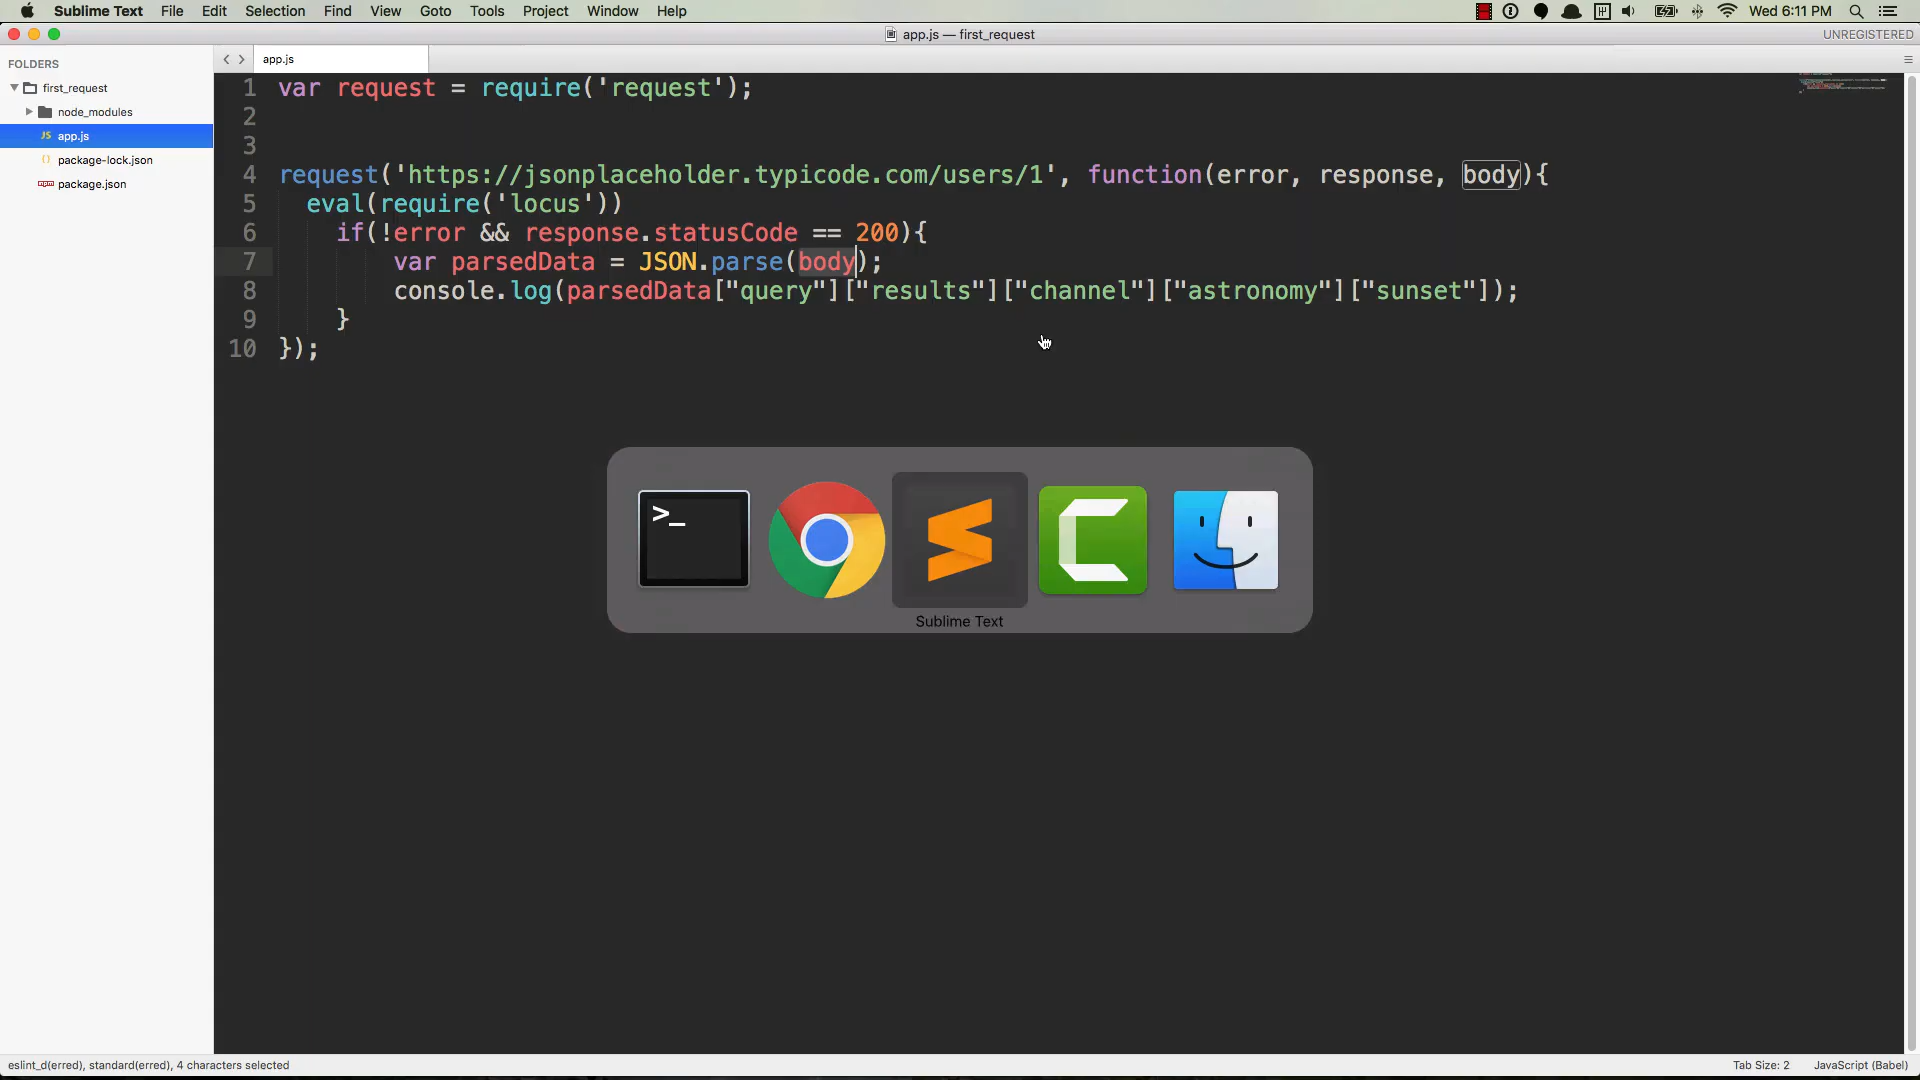 Sublime Text File Edit Selection Find View Goto Tools Project Window Help Wed 6:11 PM
app.js — first_request UNREGISTERED
FOLDERS
first_request
node_modules
JS app.js
package-lock.json
package.json
app.js
1 var request = require('request');
2
3
4 request('https://jsonplaceholder.typicode.com/users/1', function(error, response, body){
5 eval(require('locus'))
6 if(!error && response.statusCode == 200){
7 var parsedData = JSON.parse(body);
8 console.log(parsedData["query"]["results"]["channel"]["astronomy"]["sunset"]);
9 }
10 });
>_
Sublime Text
eslint_d(erred), standard(erred), 4 characters selected Tab Size: 2 JavaScript (Babel)